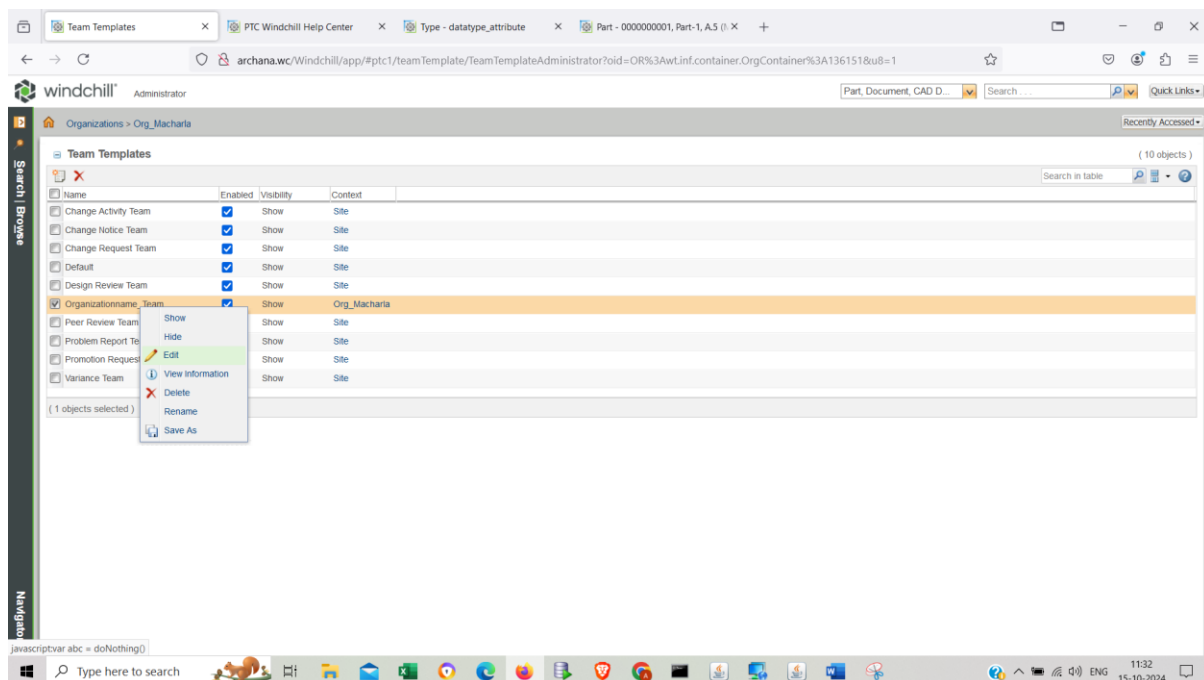 Team Templates
PTC Windchill Help Center
Type - datatype_attribute
Part - 0000000001, Part-1, A.5 (
archana.wc/Windchill/app/#ptc1/teamTemplate/TeamTemplateAdministrator?oid=OR%3Awt.inf.container.OrgContainer%3A136151&u8=1
windchill Administrator
Part, Document, CAD D... Search . . . Quick Links
Organizations > Org_Macharla Recently Accessed
Search | Browse
Navigato
Team Templates ( 10 objects )
Search in table
Name Enabled Visibility Context
Change Activity Team Show Site
Change Notice Team Show Site
Change Request Team Show Site
Default Show Site
Design Review Team Show Site
Organizationname_Team Show Org_Macharla
Peer Review Team Show Site
Problem Report Te Show Site
Promotion Request Show Site
Variance Team Show Site
( 1 objects selected )
Show
Hide
Edit
View Information
Delete
Rename
Save As
javascript:var abc = doNothing()
Type here to search
ENG
11:32
15-10-2024